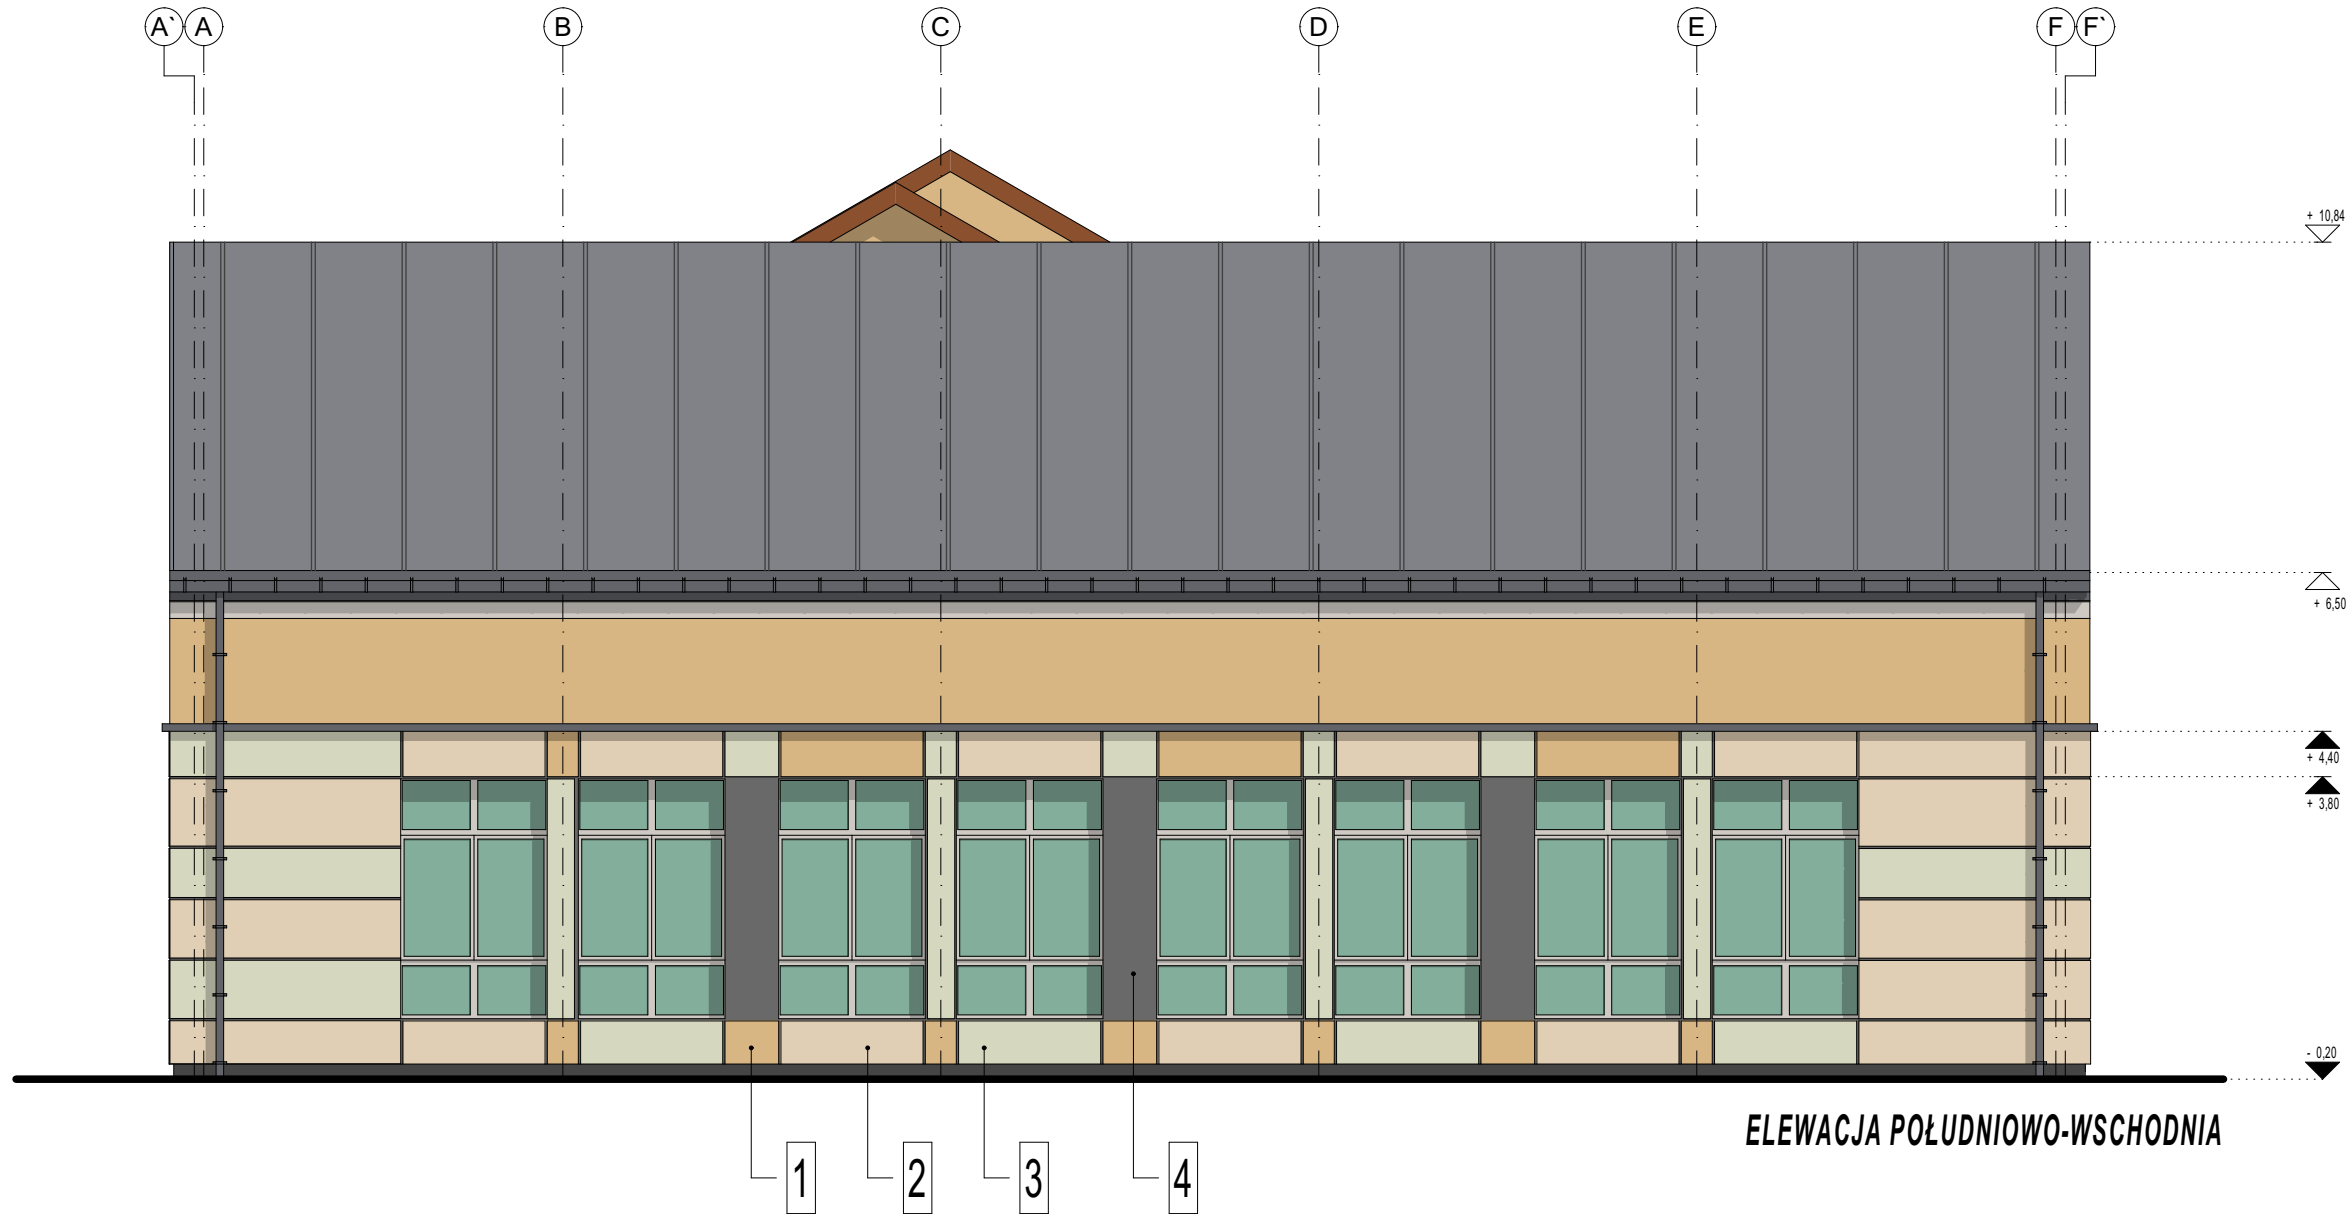 A` A B C D E F F`
+ 10,84
+ 6,50
+ 4,40
+ 3,80
- 0,20
ELEWACJA POŁUDNIOWO-WSCHODNIA
1 2 3 4